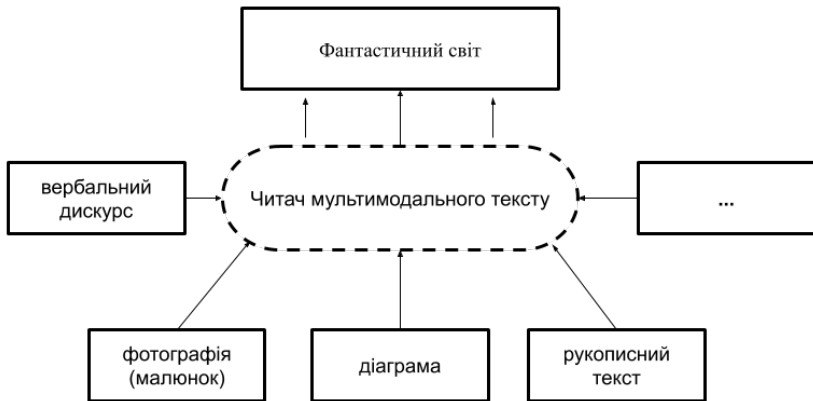 Фантастичний світ
вербальний
дискурс
Читач мультимодального тексту
...
фотографія
(малюнок)
діаграма
рукописний
текст